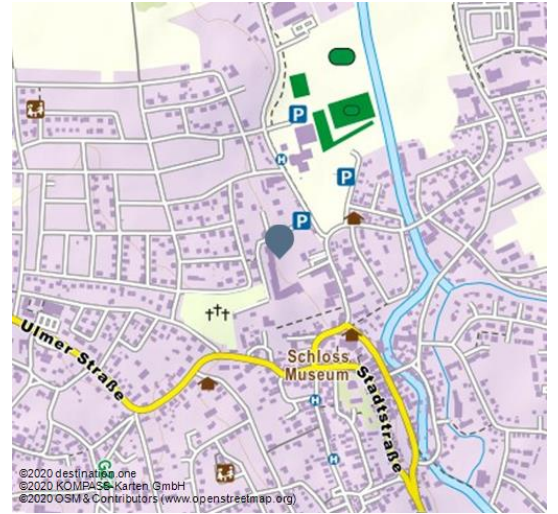 P
H
P
P
Ulmer Straße
Schloss
Museum
Stadtstraße
H
H
©2020 destination.one
©2020 KOMPASS-Karten GmbH
©2020 OSM & Contributors (www.openstreetmap.org)